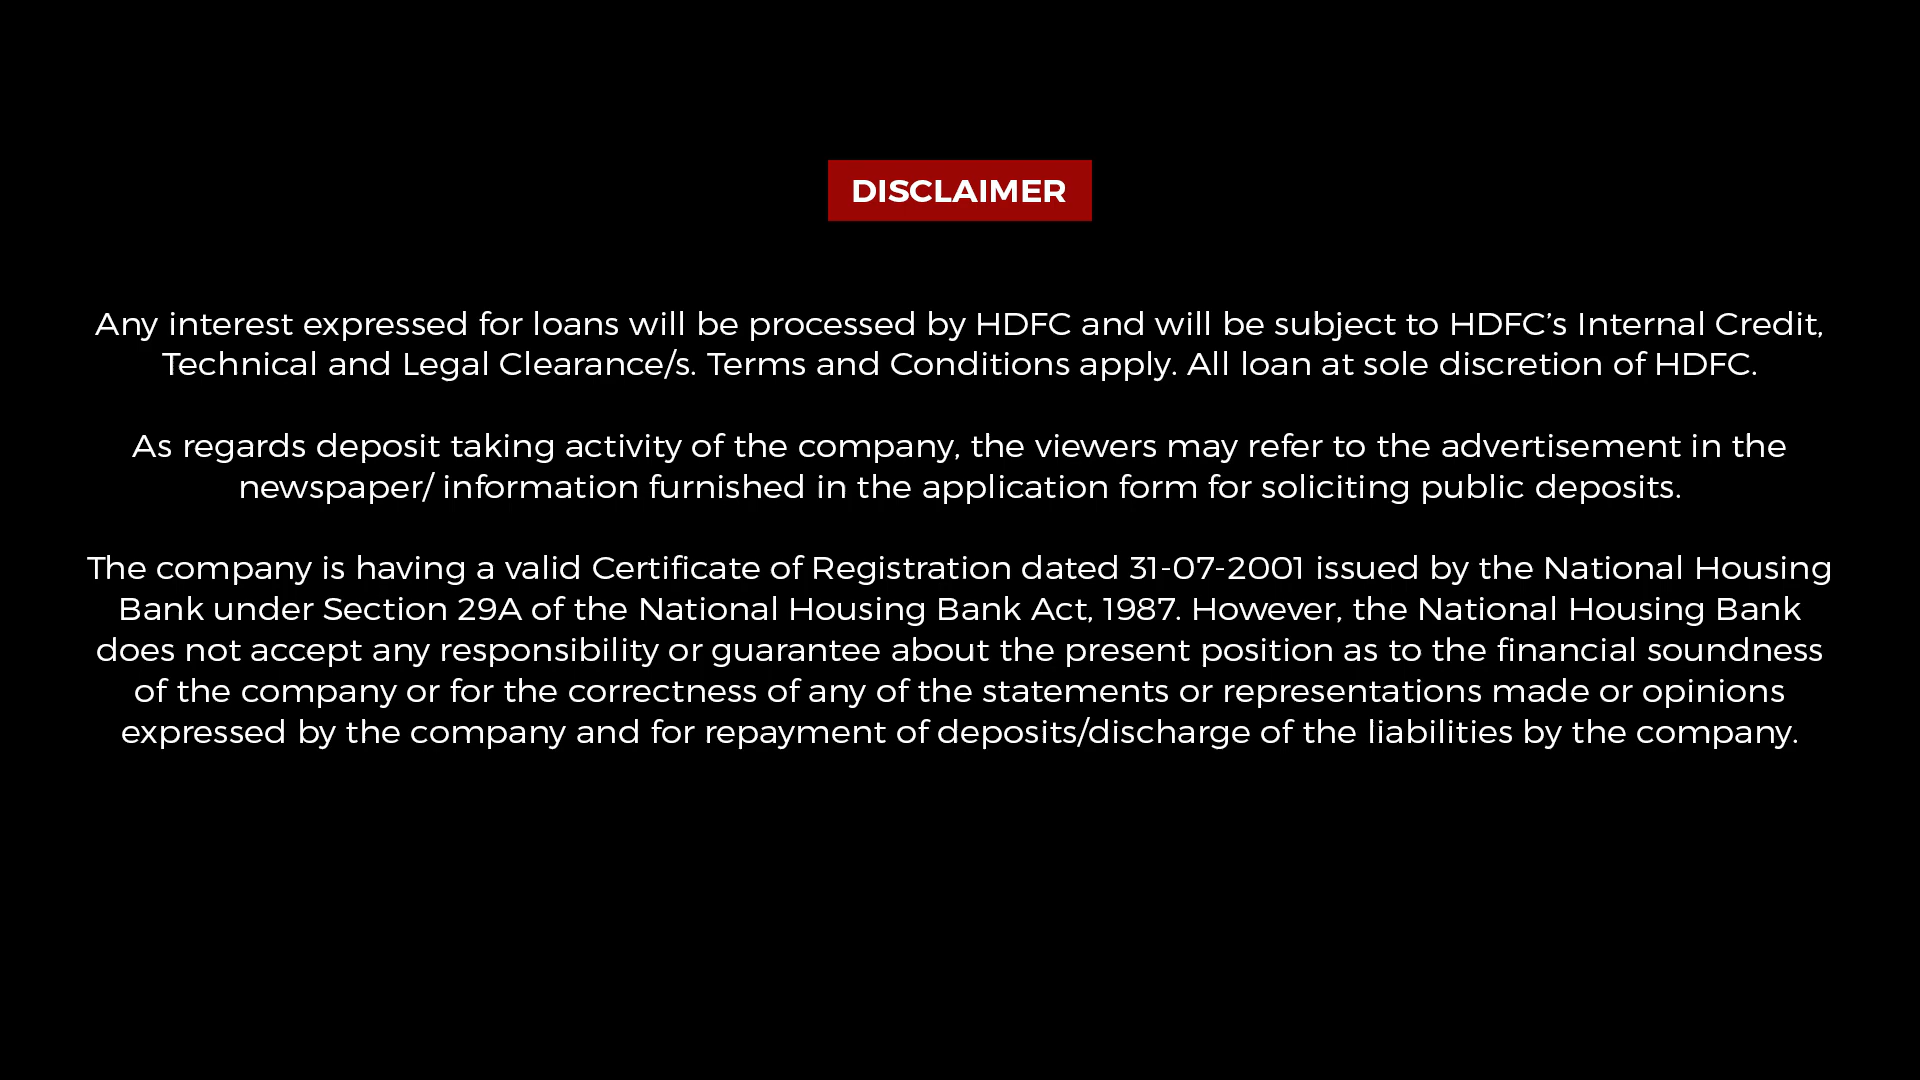 DISCLAIMER
Any interest expressed for loans will be processed by HDFC and will be subject to HDFC’s Internal Credit,
Technical and Legal Clearance/s. Terms and Conditions apply. All loan at sole discretion of HDFC.
As regards deposit taking activity of the company, the viewers may refer to the advertisement in the
newspaper/ information furnished in the application form for soliciting public deposits.
The company is having a valid Certificate of Registration dated 31-07-2001 issued by the National Housing
Bank under Section 29A of the National Housing Bank Act, 1987. However, the National Housing Bank
does not accept any responsibility or guarantee about the present position as to the financial soundness
of the company or for the correctness of any of the statements or representations made or opinions
expressed by the company and for repayment of deposits/discharge of the liabilities by the company.